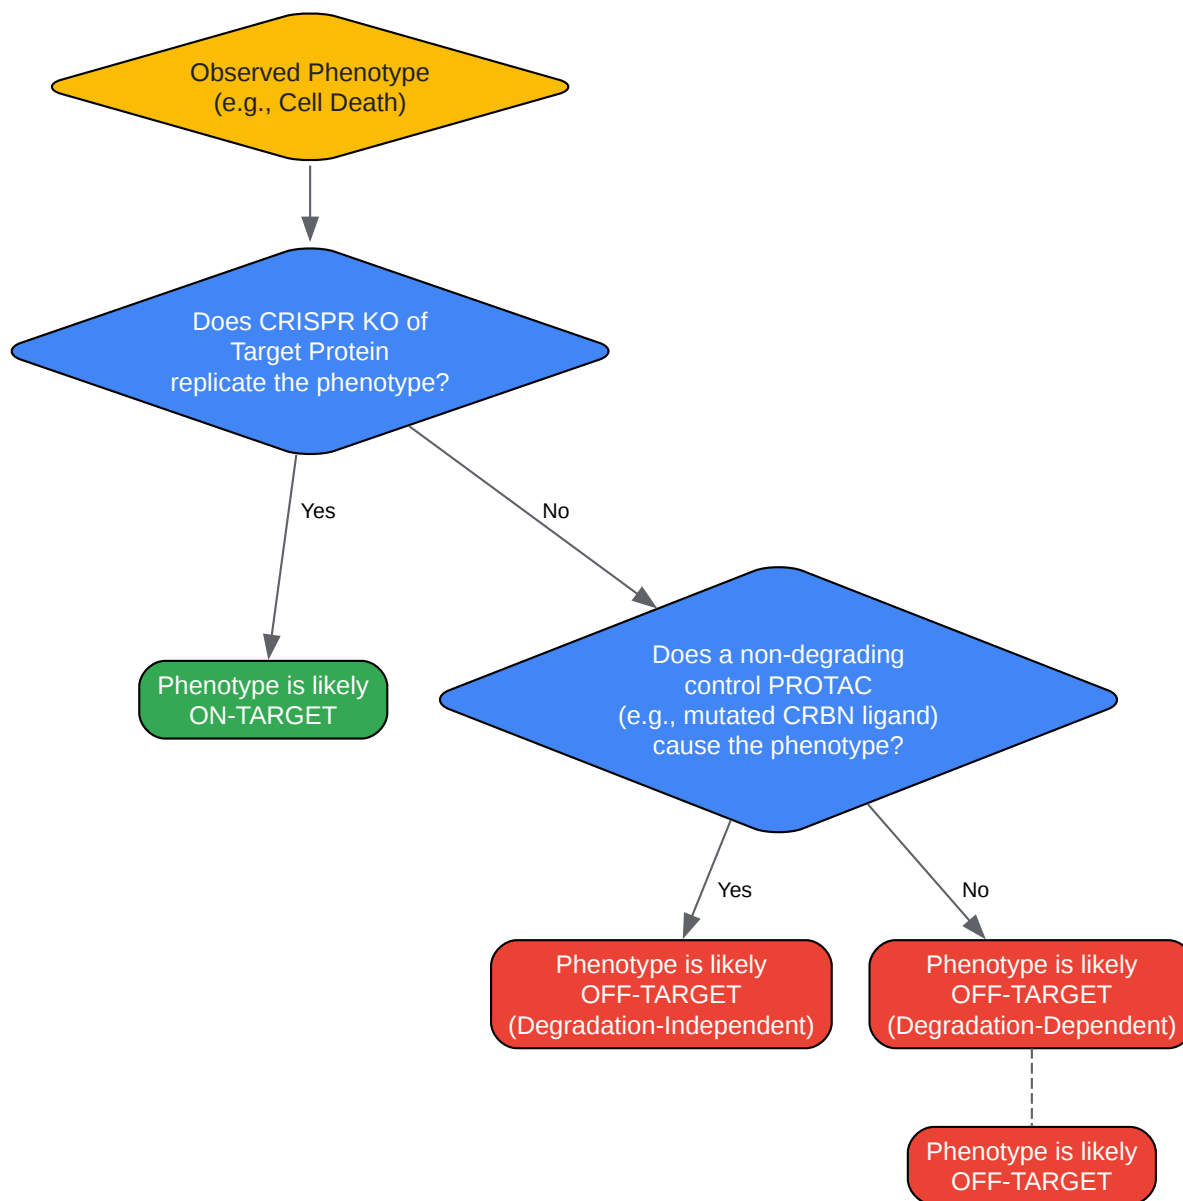 Observed Phenotype
(e.g., Cell Death)
Does CRISPR KO of
Target Protein
replicate the phenotype?
Yes
No
Phenotype is likely
ON-TARGET
Does a non-degrading
control PROTAC
(e.g., mutated CRBN ligand)
cause the phenotype?
Yes
No
Phenotype is likely
OFF-TARGET
(Degradation-Independent)
Phenotype is likely
OFF-TARGET
(Degradation-Dependent)
Phenotype is likely
OFF-TARGET